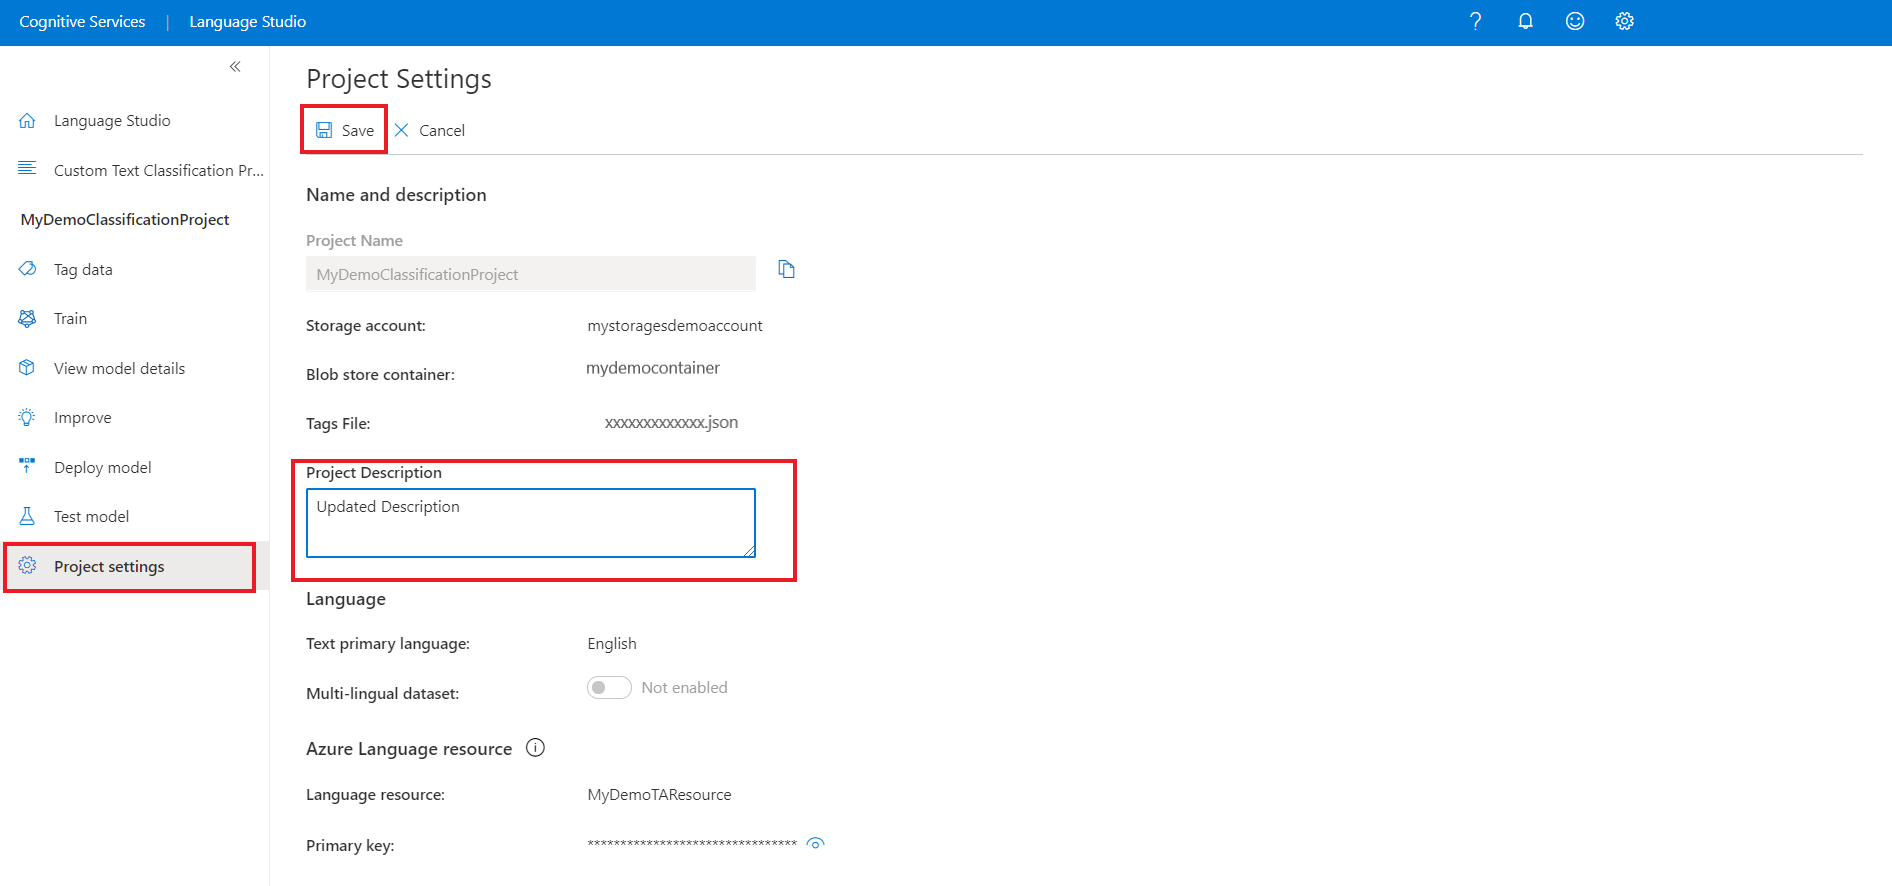 Cognitive Services | Language Studio
Language Studio
Custom Text Classification Pr...
MyDemoClassificationProject
Tag data
Train
View model details
Improve
Deploy model
Test model
Project settings
Project Settings
Save Cancel
Name and description
Project Name
MyDemoClassificationProject
Storage account: mystoragesdemoaccount
Blob store container: mydemocontainer
Tags File: xxxxxxxxxxxxx.json
Project Description
Updated Description
Language
Text primary language: English
Multi-lingual dataset: Not enabled
Azure Language resource
Language resource: MyDemoTAResource
Primary key: ********************************